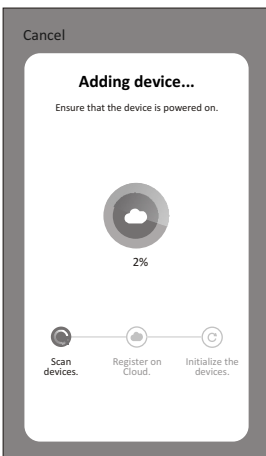 Cancel
Adding device...
Ensure that the device is powered on.
2%
Scan
devices.
Register on
Cloud.
Initialize the
devices.